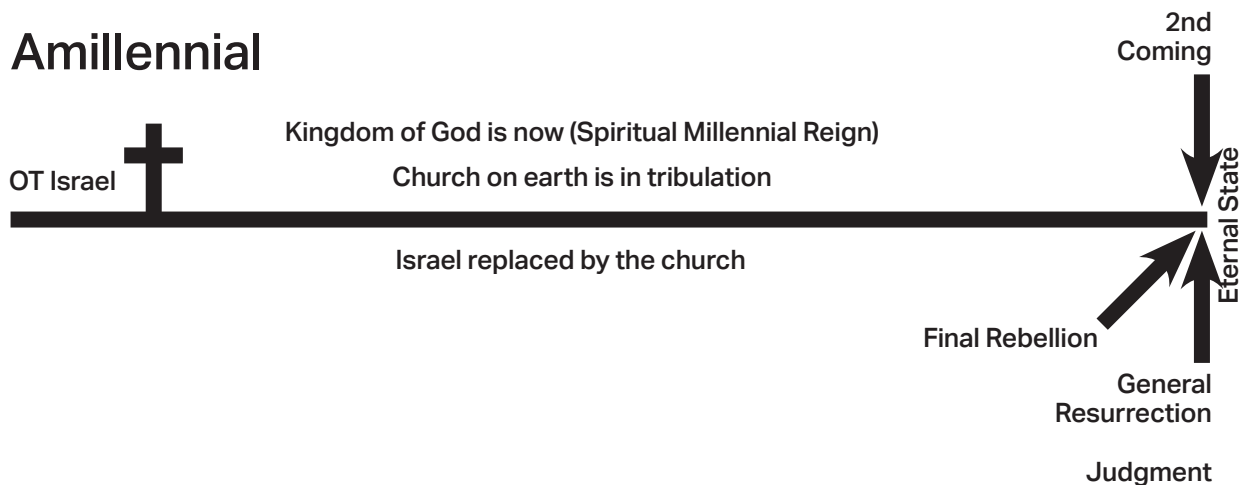 Amillennial
2nd
Coming
Kingdom of God is now (Spiritual Millennial Reign)
OT Israel
Church on earth is in tribulation
Eternal State
Israel replaced by the church
Final Rebellion
General
Resurrection
Judgment